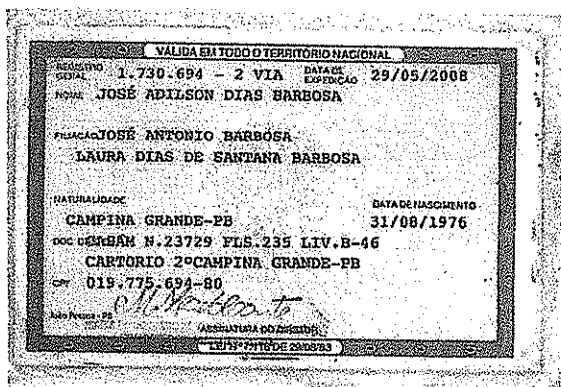 VÁLIDA EM TODO O TERRITÓRIO NACIONAL
REGISTRO GERAL 1.730.694 - 2 VIA DATA DE EXPEDIÇÃO 29/05/2008
NOME JOSÉ ADILSON DIAS BARBOSA
FILIAÇÃO JOSÉ ANTONIO BARBOSA
LAURA DIAS DE SANTANA BARBOSA
NATURALIDADE DATA DE NASCIMENTO
CAMPINA GRANDE-PB 31/08/1976
N.23729 FLS.235 LIV.B-46
CARTORIO 2ºCAMPINA GRANDE-PB
CPF 019.775.694-80
João Pessoa - PB
ASSINATURA DO DIRETOR
LEI Nº 7.116 DE 29/08/83